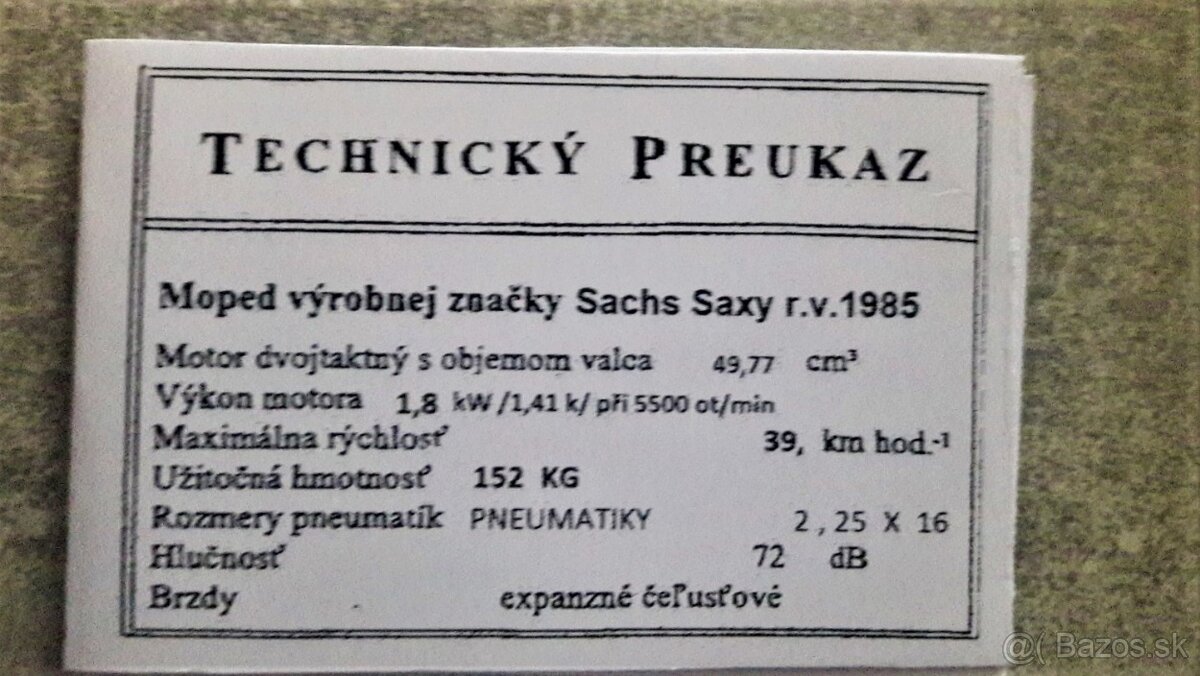 TECHNICKÝ PREUKAZ
Moped výrobnej značky Sachs Saxy r.v.1985
Motor dvojtaktný s objemom valca 49,77 cm³
Výkon motora 1,8 kW /1,41 k/ při 5500 ot/min
Maximálna rýchlosť 39, km hod.-¹
Užitočná hmotnosť 152 KG
Rozmery pneumatík PNEUMATIKY 2,25 X 16
Hlučnosť 72 dB
Brzdy expanzné čeľusťové
@( Bazos.sk